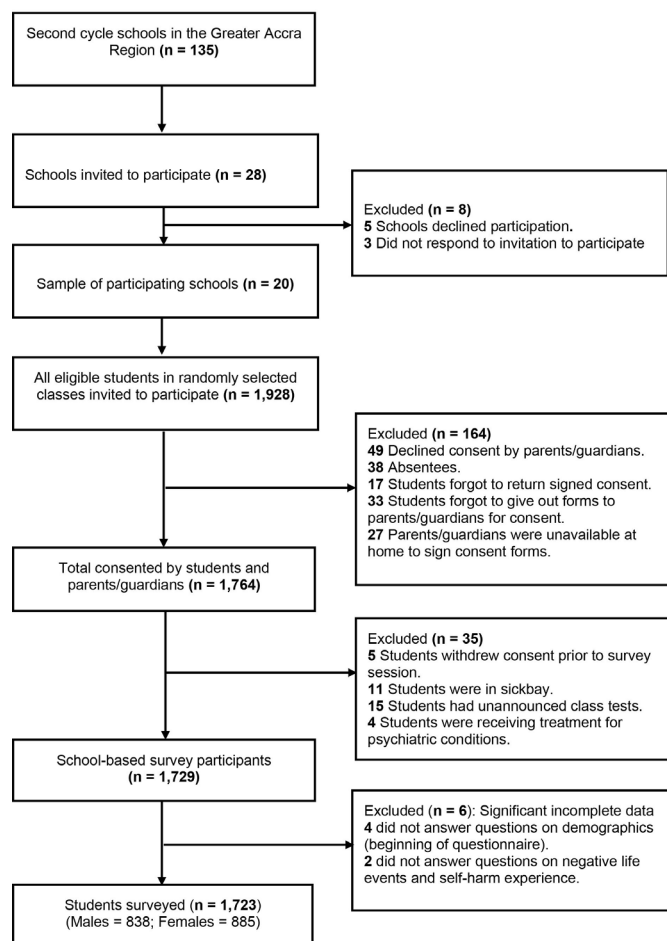 Second cycle schools in the Greater Accra
Region (n = 135)
Schools invited to participate (n = 28)
Excluded (n = 8)
5 Schools declined participation.
3 Did not respond to invitation to participate
Sample of participating schools (n = 20)
All eligible students in randomly selected
classes invited to participate (n = 1,928)
Excluded (n = 164)
49 Declined consent by parents/guardians.
38 Absentees.
17 Students forgot to return signed consent.
33 Students forgot to give out forms to
parents/guardians for consent.
27 Parents/guardians were unavailable at
home to sign consent forms.
Total consented by students and
parents/guardians (n = 1,764)
Excluded (n = 35)
5 Students withdrew consent prior to survey
session.
11 Students were in sickbay.
15 Students had unannounced class tests.
4 Students were receiving treatment for
psychiatric conditions.
School-based survey participants
(n = 1,729)
Excluded (n = 6): Significant incomplete data
4 did not answer questions on demographics
(beginning of questionnaire).
2 did not answer questions on negative life
events and self-harm experience.
Students surveyed (n = 1,723)
(Males = 838; Females = 885)